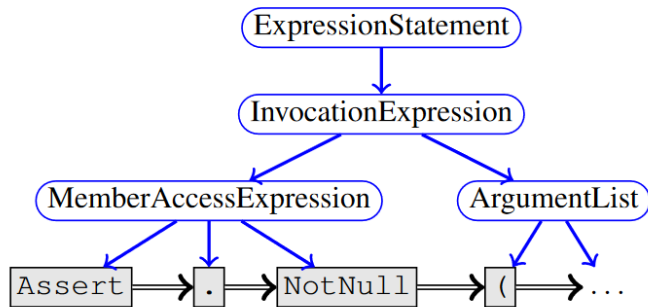 ExpressionStatement
InvocationExpression
MemberAccessExpression ArgumentList
Assert . NotNull ( ...